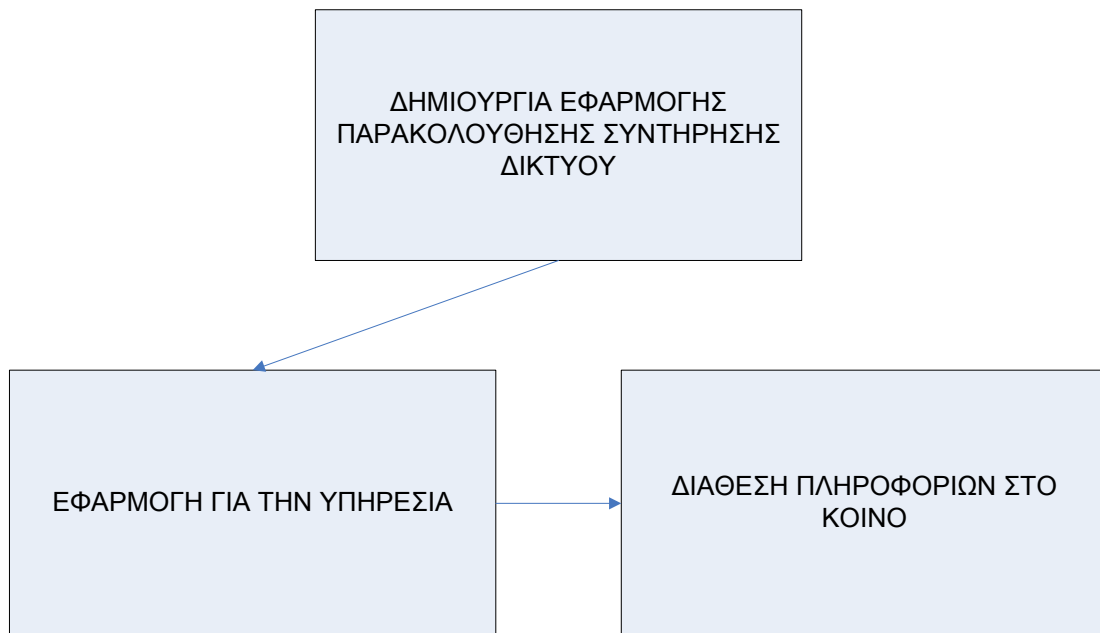 ΔΗΜΙΟΥΡΓΙΑ ΕΦΑΡΜΟΓΗΣ
ΠΑΡΑΚΟΛΟΥΘΗΣΗΣ ΣΥΝΤΗΡΗΣΗΣ
ΔΙΚΤΥΟΥ
ΕΦΑΡΜΟΓΗ ΓΙΑ ΤΗΝ ΥΠΗΡΕΣΙΑ
ΔΙΑΘΕΣΗ ΠΛΗΡΟΦΟΡΙΩΝ ΣΤΟ
ΚΟΙΝΟ